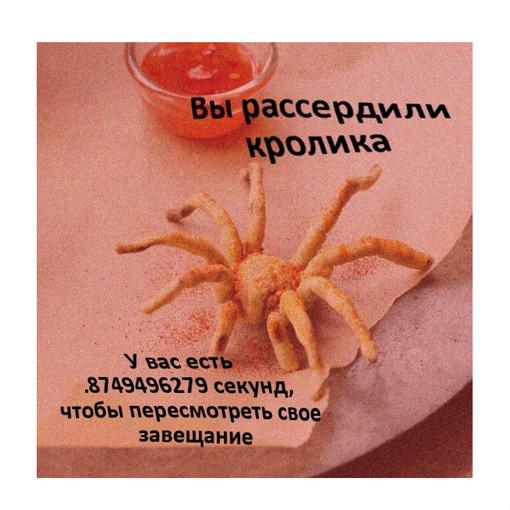 Вы рассердили
кролика
У вас есть
.8749496279 секунд,
чтобы пересмотреть свое
завещание